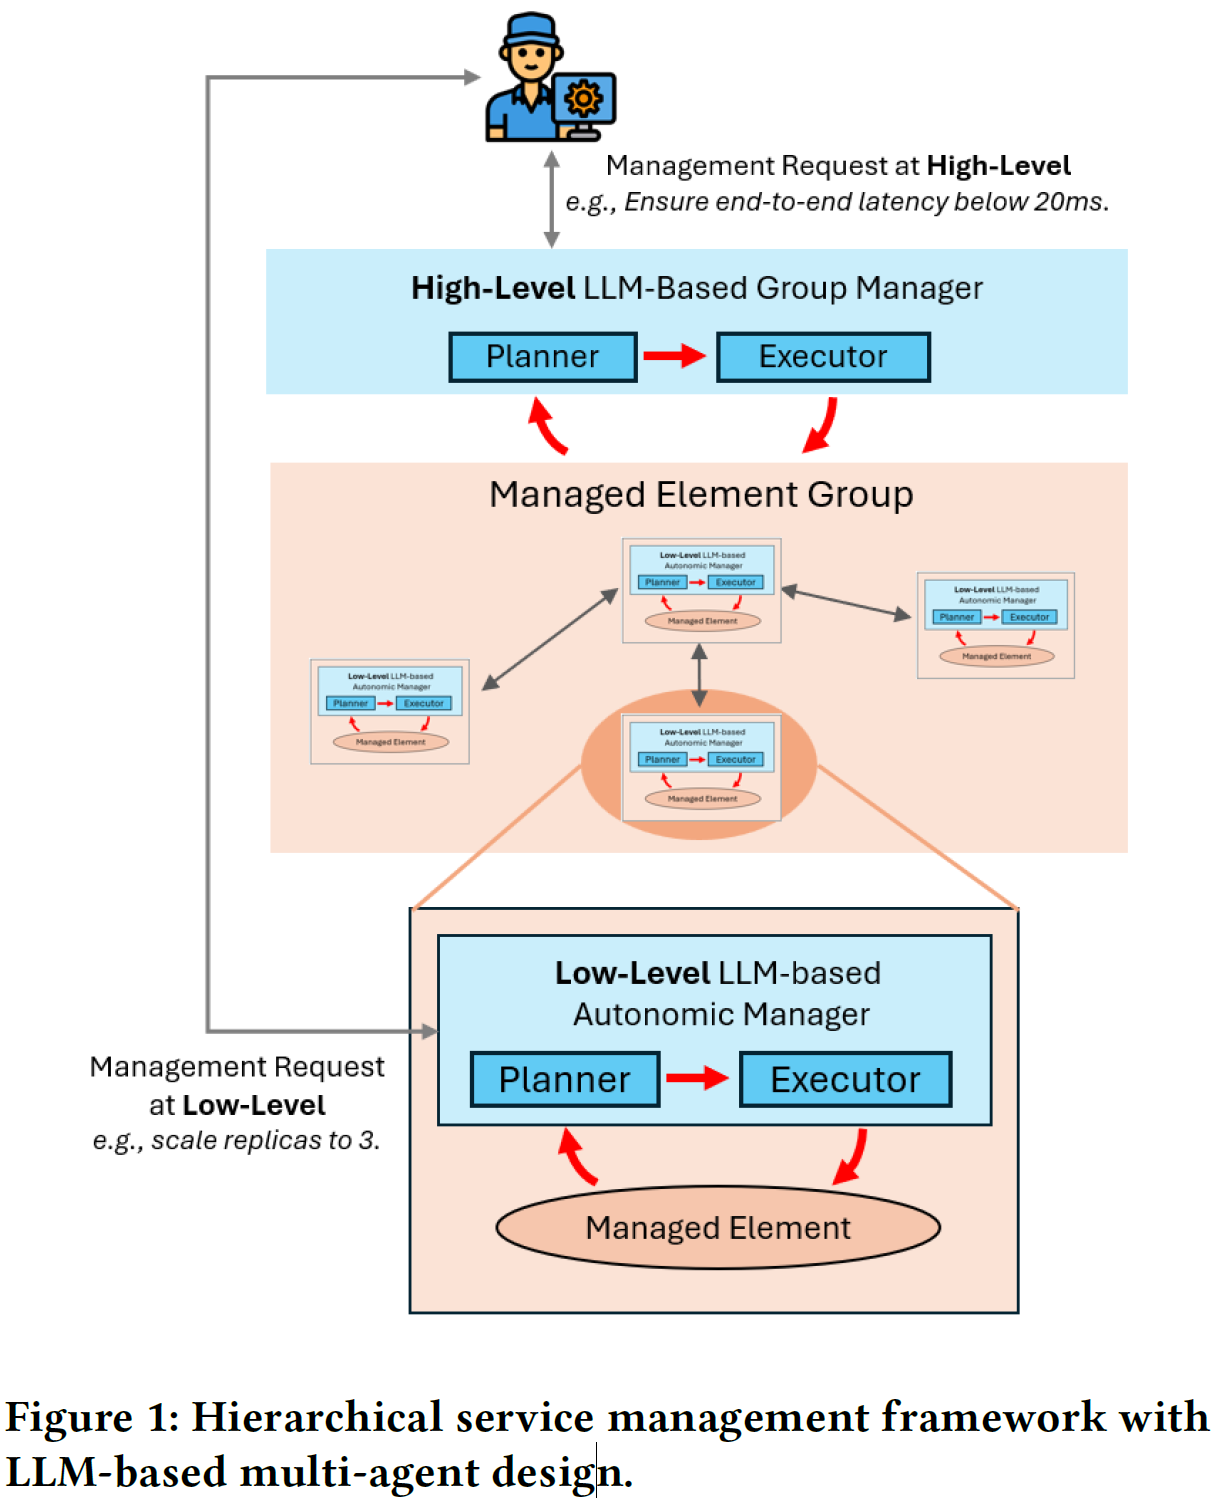 Management Request at High-Level
e.g., Ensure end-to-end latency below 20ms.
High-Level LLM-Based Group Manager
Planner
Executor
Managed Element Group
Low-Level LLM-based
Autonomic Manager
Planner
Executor
Managed Element
Low-Level LLM-based
Autonomic Manager
Planner
Executor
Managed Element
Low-Level LLM-based
Autonomic Manager
Planner
Executor
Managed Element
Low-Level LLM-based
Autonomic Manager
Planner
Executor
Managed Element
Low-Level LLM-based
Autonomic Manager
Planner
Executor
Managed Element
Management Request
at Low-Level
e.g., scale replicas to 3.
Figure 1: Hierarchical service management framework with
LLM-based multi-agent design.